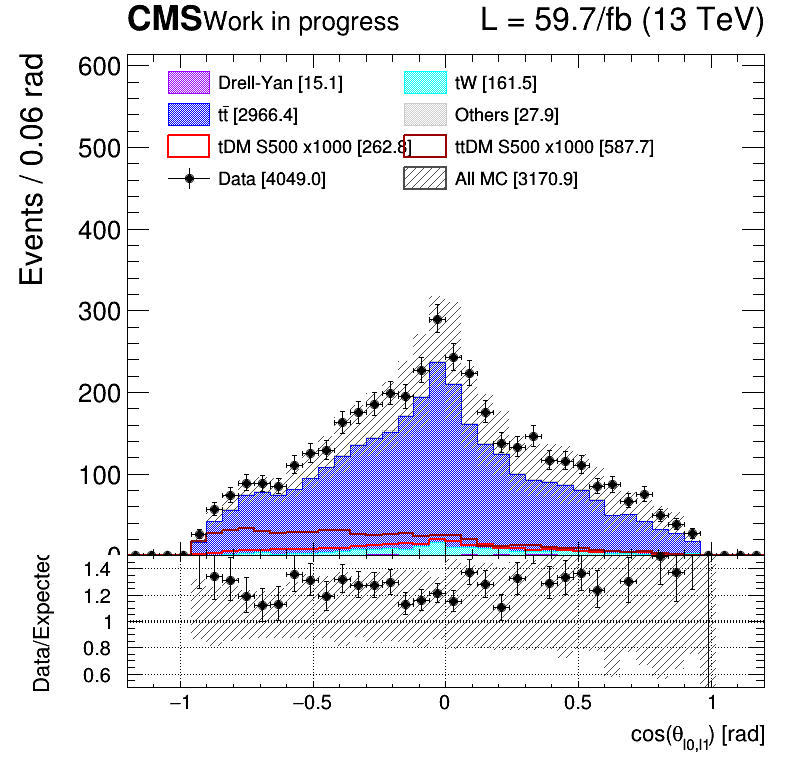 CMS Work in progress L = 59.7/fb (13 TeV)
Events / 0.06 rad
600
500
400
300
200
100
0
Drell-Yan [15.1] tW [161.5]
tt̄ [2966.4] Others [27.9]
tDM S500 x1000 [262.8] ttDM S500 x1000 [587.7]
Data [4049.0] All MC [3170.9]
Data/Expected
1.4
1.2
1
0.8
0.6
−1 −0.5 0 0.5 1
cos(θl0,l1) [rad]